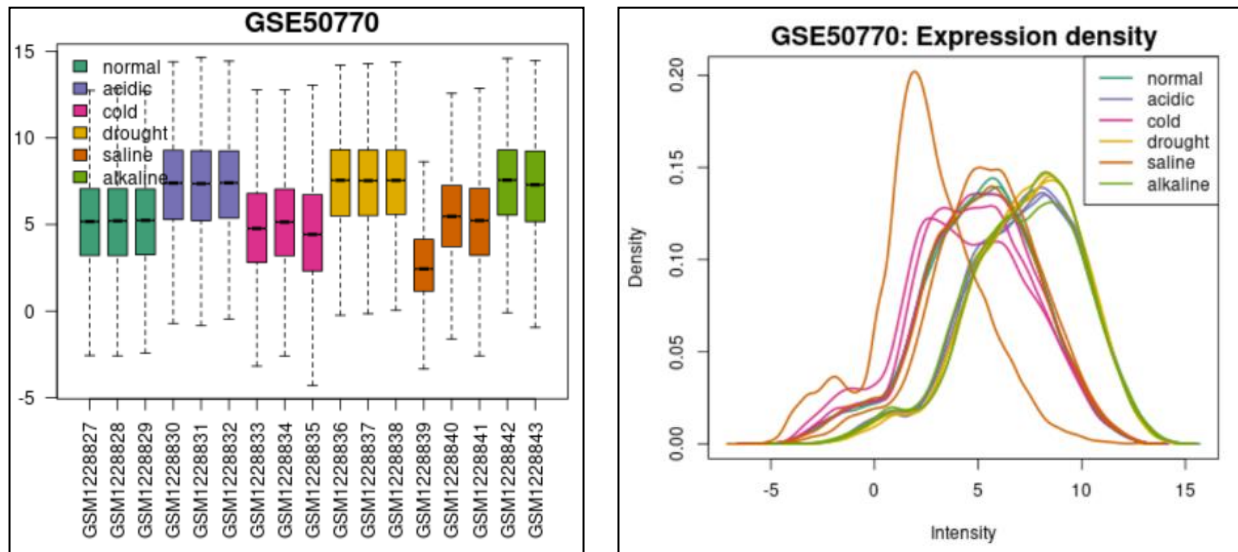 GSE50770
15
10
5
0
-5
normal
acidic
cold
drought
saline
alkaline
GSM1228827
GSM1228828
GSM1228829
GSM1228830
GSM1228831
GSM1228832
GSM1228833
GSM1228834
GSM1228835
GSM1228836
GSM1228837
GSM1228838
GSM1228839
GSM1228840
GSM1228841
GSM1228842
GSM1228843
GSE50770: Expression density
Density
0.20
0.15
0.10
0.05
0.00
normal
acidic
cold
drought
saline
alkaline
-5 0 5 10 15
Intensity